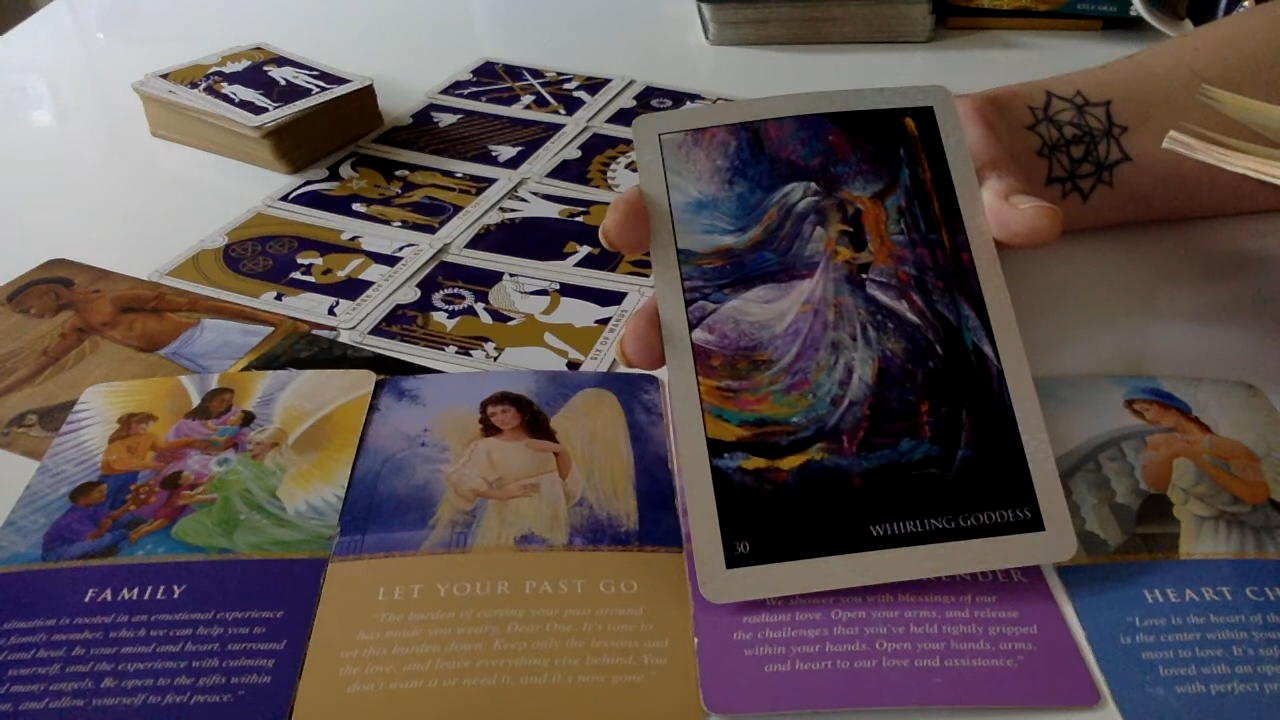 KYLE GRAY
THREE OF PENTACLES
SIX OF WANDS
30
WHIRLING GODDESS
FAMILY
situation is rooted in an emotional experience
family member, which we can help you to
and heal. In your mind and heart, surround
yourself, and the experience with calming
many angels. Be open to the gifts within
, and allow yourself to feel peace."
LET YOUR PAST GO
"The burden of carrying your past around
has made you weary, Dear One. It's time to
set this burden down. Keep only the lessons and
the love, and leave everything else behind. You
don't want it or need it, and it's now gone."
RENDER
"We shower you with blessings of our
radiant love. Open your arms, and release
the challenges that you've held tightly gripped
within your hands. Open your hands, arms,
and heart to our love and assistance."
HEART CH
"Love is the heart of th
is the center within your
most to love. It's saf
loved with an ope
with perfect p